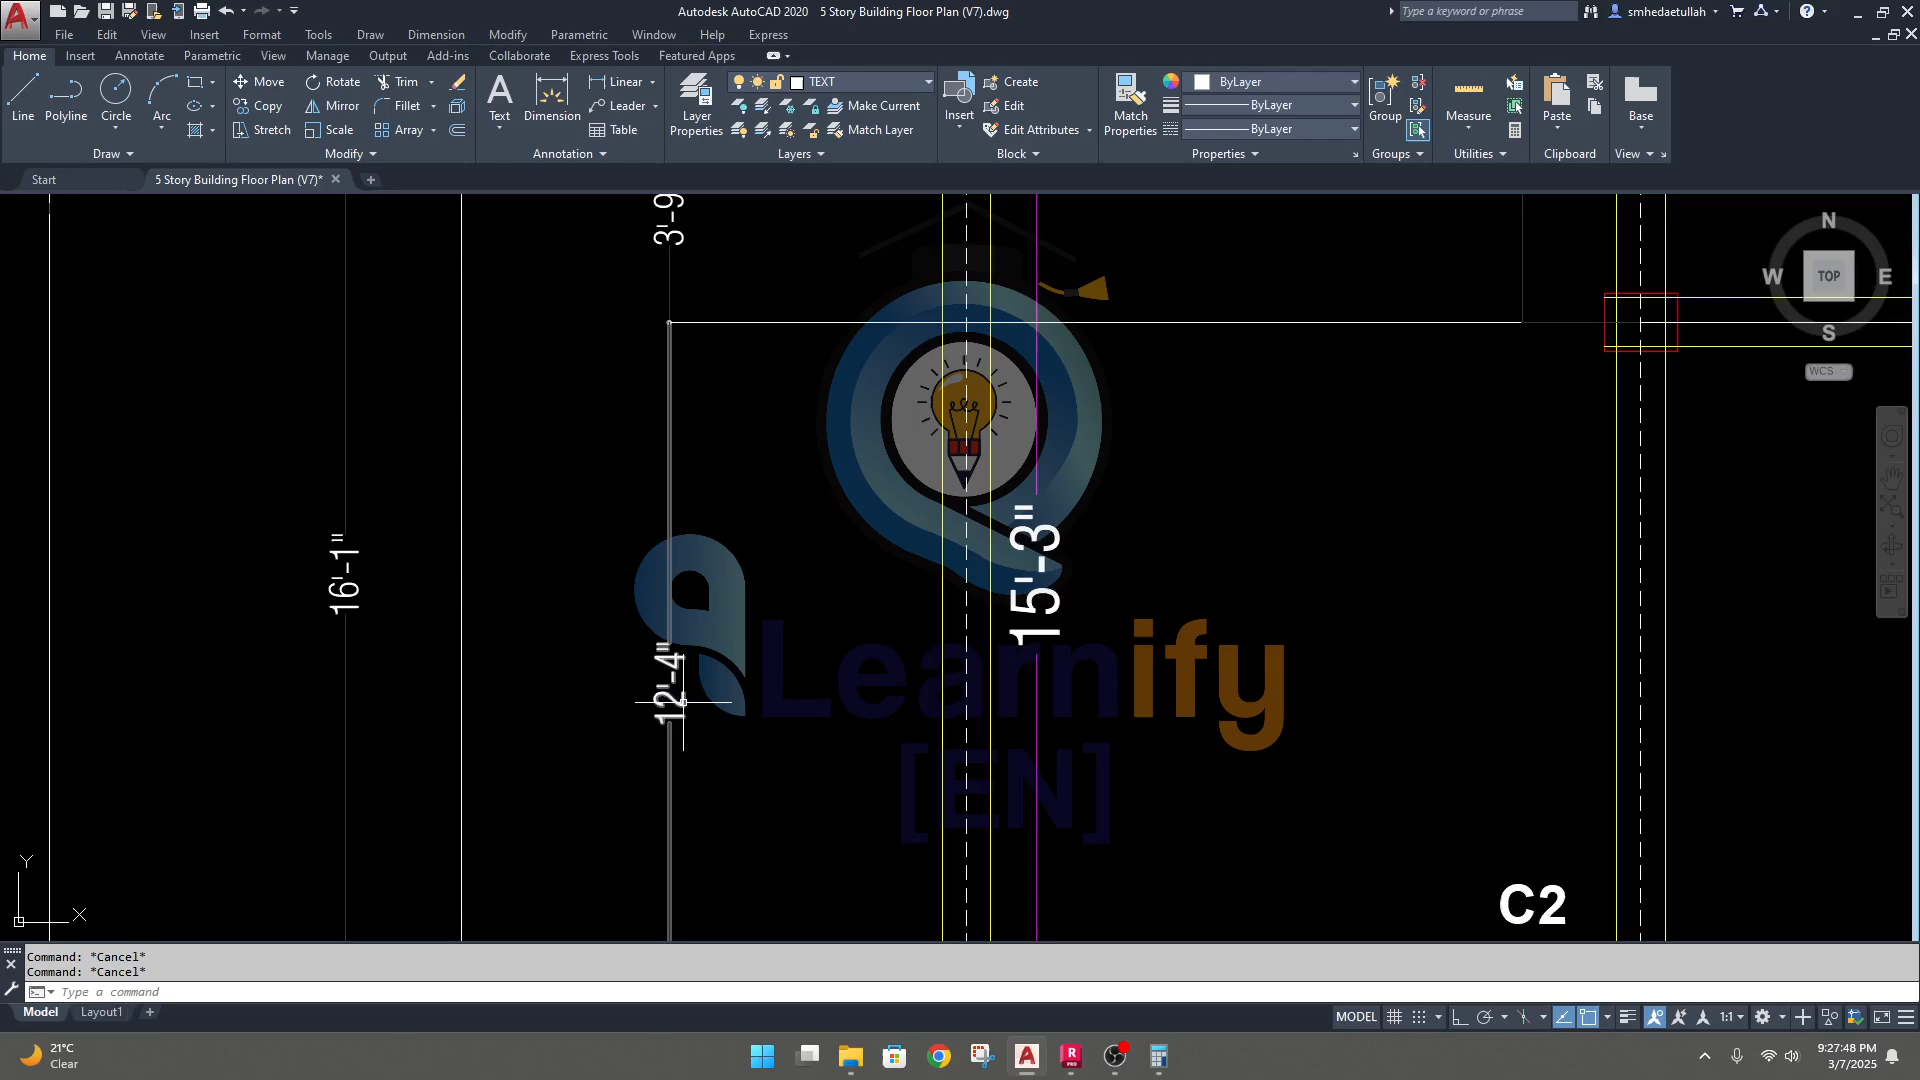 Autodesk AutoCAD 2020 5 Story Building Floor Plan (V7).dwg
Type a keyword or phrase
smhedaetullah
File Edit View Insert Format Tools Draw Dimension Modify Parametric Window Help Express
Home Insert Annotate Parametric View Manage Output Add-ins Collaborate Express Tools Featured Apps
Line Polyline Circle Arc
Move Rotate Trim
Copy Mirror Fillet
Stretch Scale Array
Text Dimension
Linear
Leader
Table
Layer Properties
TEXT
Make Current
Match Layer
Insert
Create
Edit
Edit Attributes
Match Properties
ByLayer
ByLayer
ByLayer
Group
Measure
Paste
Base
Draw Modify Annotation Layers Block Properties Groups Utilities Clipboard View
Start
5 Story Building Floor Plan (V7)*
3'-9
16'-1"
12'-4"
15'-3"
C2
Learnify
[EN]
N
W TOP E
S
WCS
Y
X
Command: *Cancel*
Command: *Cancel*
Type a command
Model Layout1
MODEL
1:1
21°C
Clear
9:27:48 PM
3/7/2025